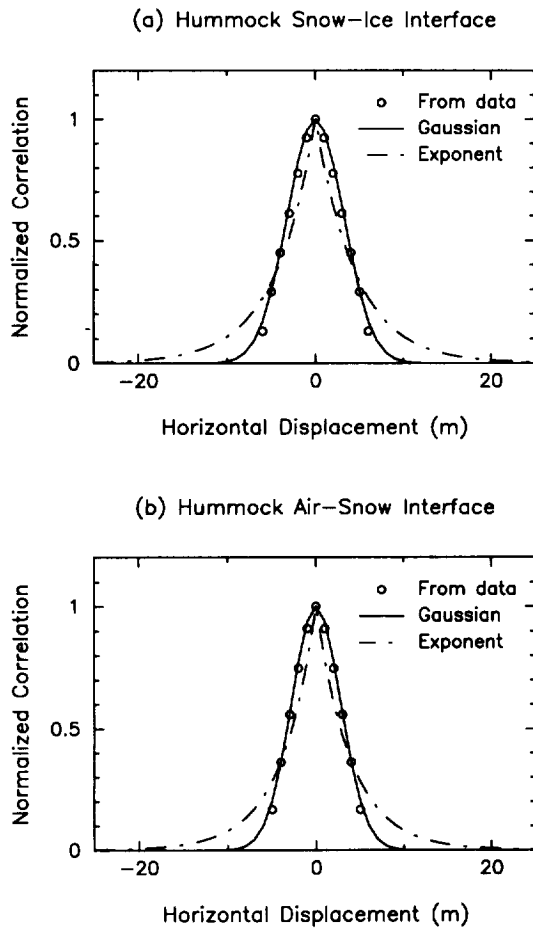 (a) Hummock Snow-Ice Interface
From data
Gaussian
Exponent
1
0.5
0
Normalized Correlation
-20 0 20
Horizontal Displacement (m)
(b) Hummock Air-Snow Interface
From data
Gaussian
Exponent
1
0.5
0
Normalized Correlation
-20 0 20
Horizontal Displacement (m)